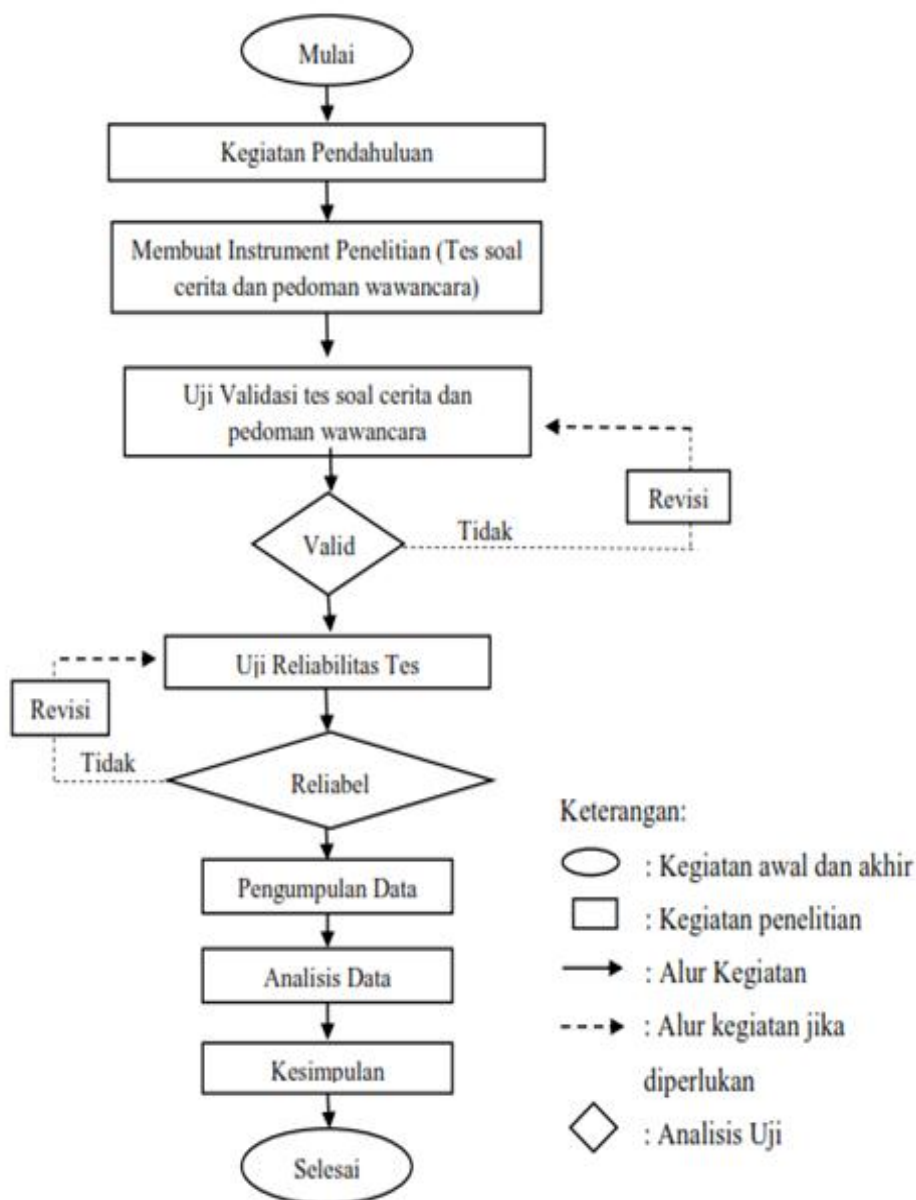 Mulai
Kegiatan Pendahuluan
Membuat Instrument Penelitian (Tes soal
cerita dan pedoman wawancara)
Uji Validasi tes soal cerita dan
pedoman wawancara
Revisi
Valid
Tidak
Uji Reliabilitas Tes
Revisi
Tidak
Reliabel
Pengumpulan Data
Analisis Data
Kesimpulan
Selesai
Keterangan:
: Kegiatan awal dan akhir
: Kegiatan penelitian
: Alur Kegiatan
: Alur kegiatan jika
diperlukan
: Analisis Uji